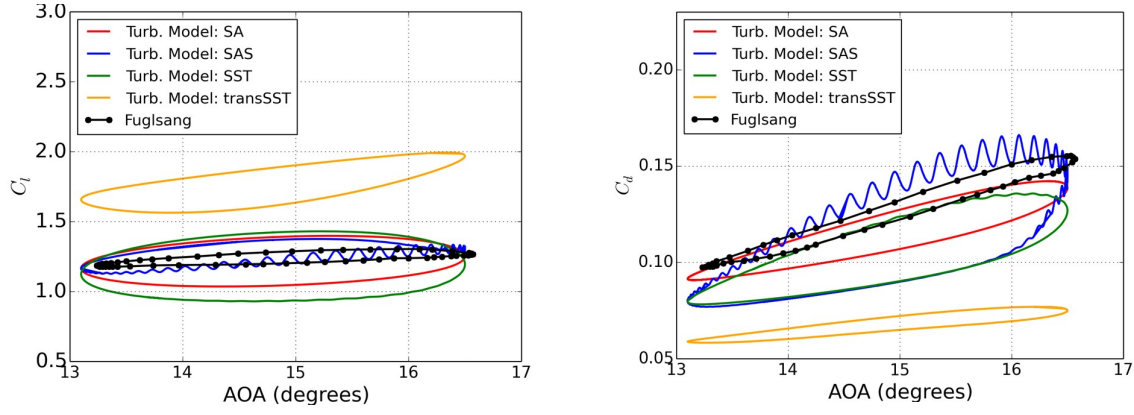 3.0
Turb. Model: SA
Turb. Model: SAS
Turb. Model: SST
Turb. Model: transSST
Fuglsang
2.5
2.0
1.5
1.0
0.5
C_l
13
14
15
16
17
AOA (degrees)
Turb. Model: SA
Turb. Model: SAS
Turb. Model: SST
Turb. Model: transSST
Fuglsang
0.20
0.15
0.10
0.05
C_d
13
14
15
16
17
AOA (degrees)